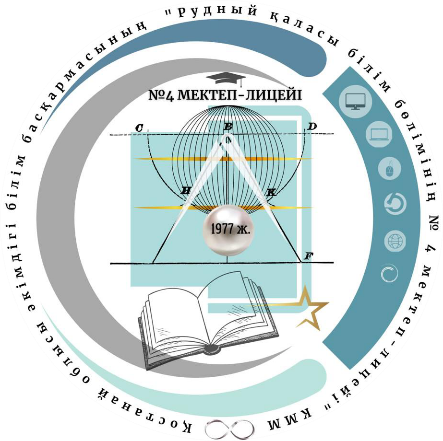 Қостанай облысы әкімдігі білім басқармасының "Рудный қаласы білім бөлімінің № 4 мектеп-лицейі" КММ
№4 МЕКТЕП-ЛИЦЕЙІ
C E D
H K
1977 ж.
F